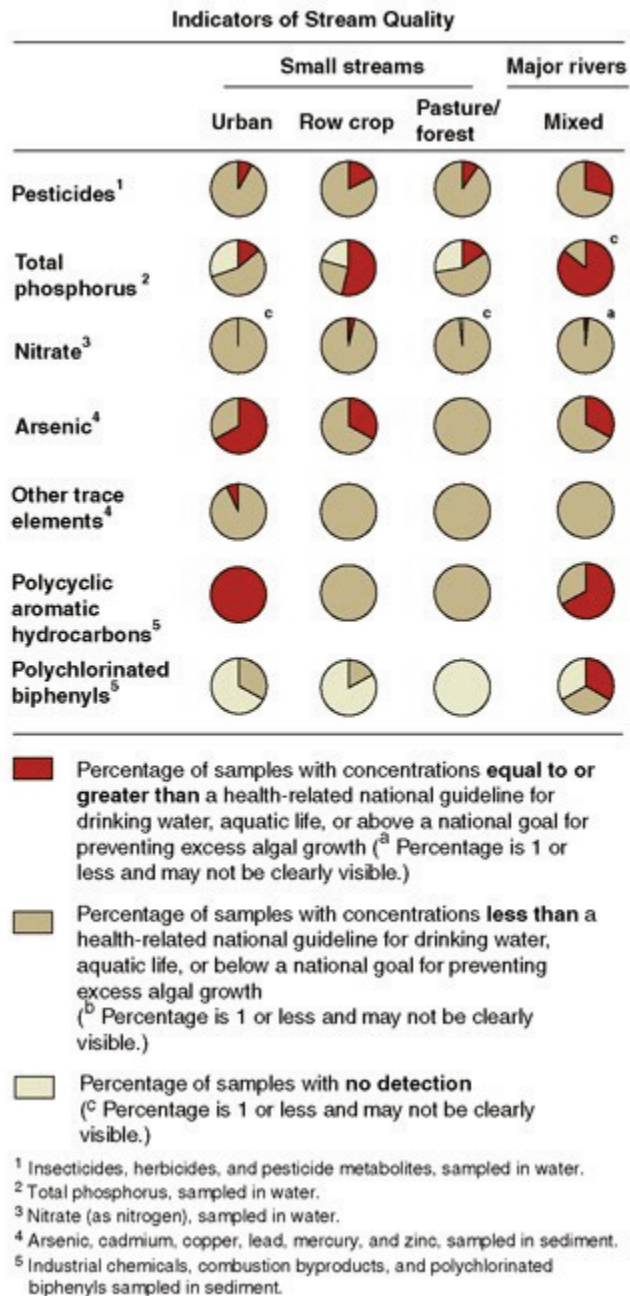 Indicators of Stream Quality
Small streams Major rivers
Urban Row crop Pasture/ forest Mixed
Pesticides1
Total
phosphorus 2
c
Nitrate3
c c a
Arsenic4
Other trace
elements4
Polycyclic
aromatic
hydrocarbons5
Polychlorinated
biphenyls5
Percentage of samples with concentrations equal to or
greater than a health-related national guideline for
drinking water, aquatic life, or above a national goal for
preventing excess algal growth (a Percentage is 1 or
less and may not be clearly visible.)
Percentage of samples with concentrations less than a
health-related national guideline for drinking water,
aquatic life, or below a national goal for preventing
excess algal growth
(b Percentage is 1 or less and may not be clearly
visible.)
Percentage of samples with no detection
(c Percentage is 1 or less and may not be clearly
visible.)
1 Insecticides, herbicides, and pesticide metabolites, sampled in water.
2 Total phosphorus, sampled in water.
3 Nitrate (as nitrogen), sampled in water.
4 Arsenic, cadmium, copper, lead, mercury, and zinc, sampled in sediment.
5 Industrial chemicals, combustion byproducts, and polychlorinated
biphenyls sampled in sediment.